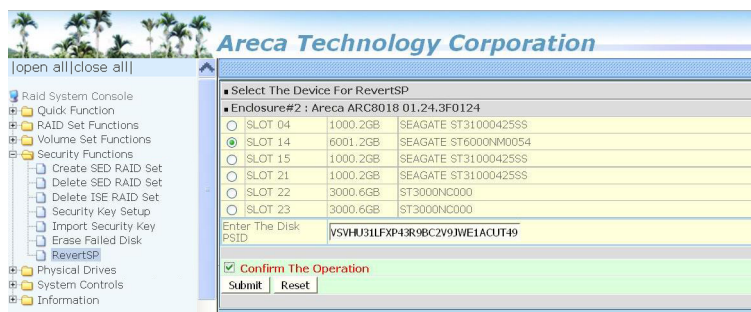 Areca Technology Corporation
|open all|close all|
Raid System Console
Quick Function
RAID Set Functions
Volume Set Functions
Security Functions
Create SED RAID Set
Delete SED RAID Set
Delete ISE RAID Set
Security Key Setup
Import Security Key
Erase Failed Disk
RevertSP
Physical Drives
System Controls
Information
Select The Device For RevertSP
Enclosure#2 : Areca ARC8018 01.24.3F0124
SLOT 04 1000.2GB SEAGATE ST31000425SS
SLOT 14 6001.2GB SEAGATE ST6000NM0054
SLOT 15 1000.2GB SEAGATE ST31000425SS
SLOT 21 1000.2GB SEAGATE ST31000425SS
SLOT 22 3000.6GB ST3000NC000
SLOT 23 3000.6GB ST3000NC000
Enter The Disk
PSID
VSVHU31LFXP43R9BC2V9JWE1ACUT49
Confirm The Operation
Submit Reset